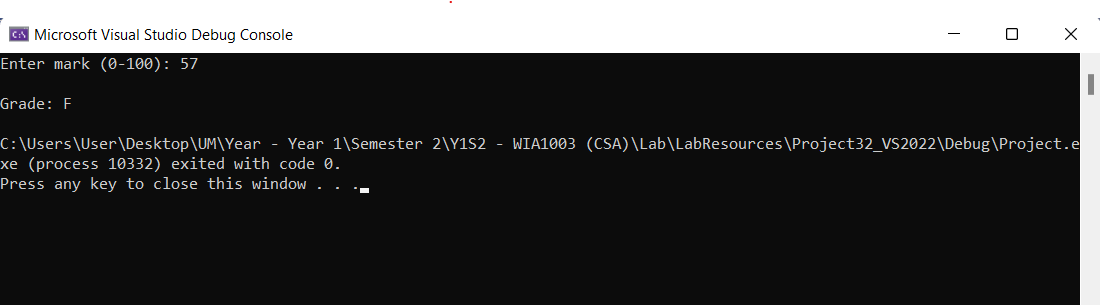 Microsoft Visual Studio Debug Console
Enter mark (0-100): 57
Grade: F
C:\Users\User\Desktop\UM\Year - Year 1\Semester 2\Y1S2 - WIA1003 (CSA)\Lab\LabResources\Project32_VS2022\Debug\Project.e
xe (process 10332) exited with code 0.
Press any key to close this window . . .